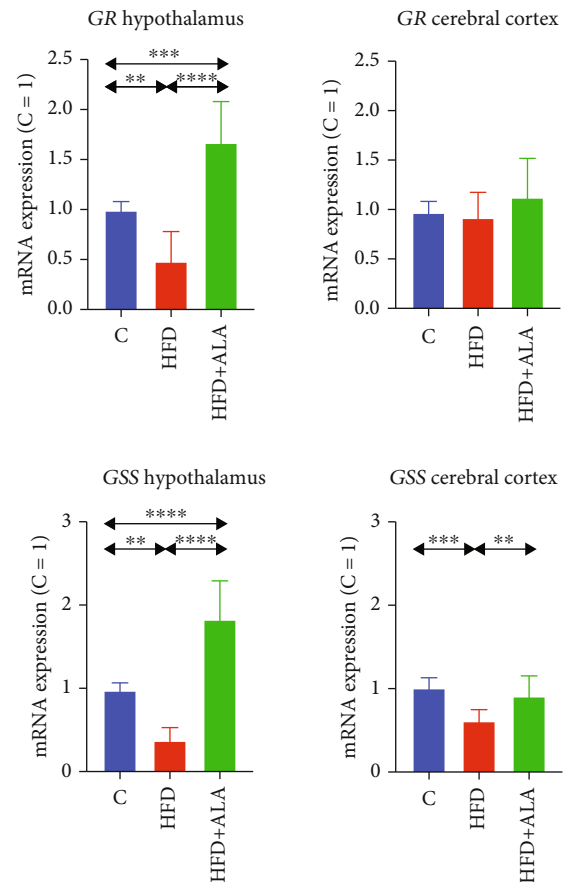 GR hypothalamus
***
** ****
mRNA expression (C = 1)
2.5
2.0
1.5
1.0
0.5
0.0
C
HFD
HFD+ALA
GR cerebral cortex
mRNA expression (C = 1)
2.5
2.0
1.5
1.0
0.5
0.0
C
HFD
HFD+ALA
GSS hypothalamus
****
** ****
mRNA expression (C = 1)
3
2
1
0
C
HFD
HFD+ALA
GSS cerebral cortex
*** **
mRNA expression (C = 1)
3
2
1
0
C
HFD
HFD+ALA